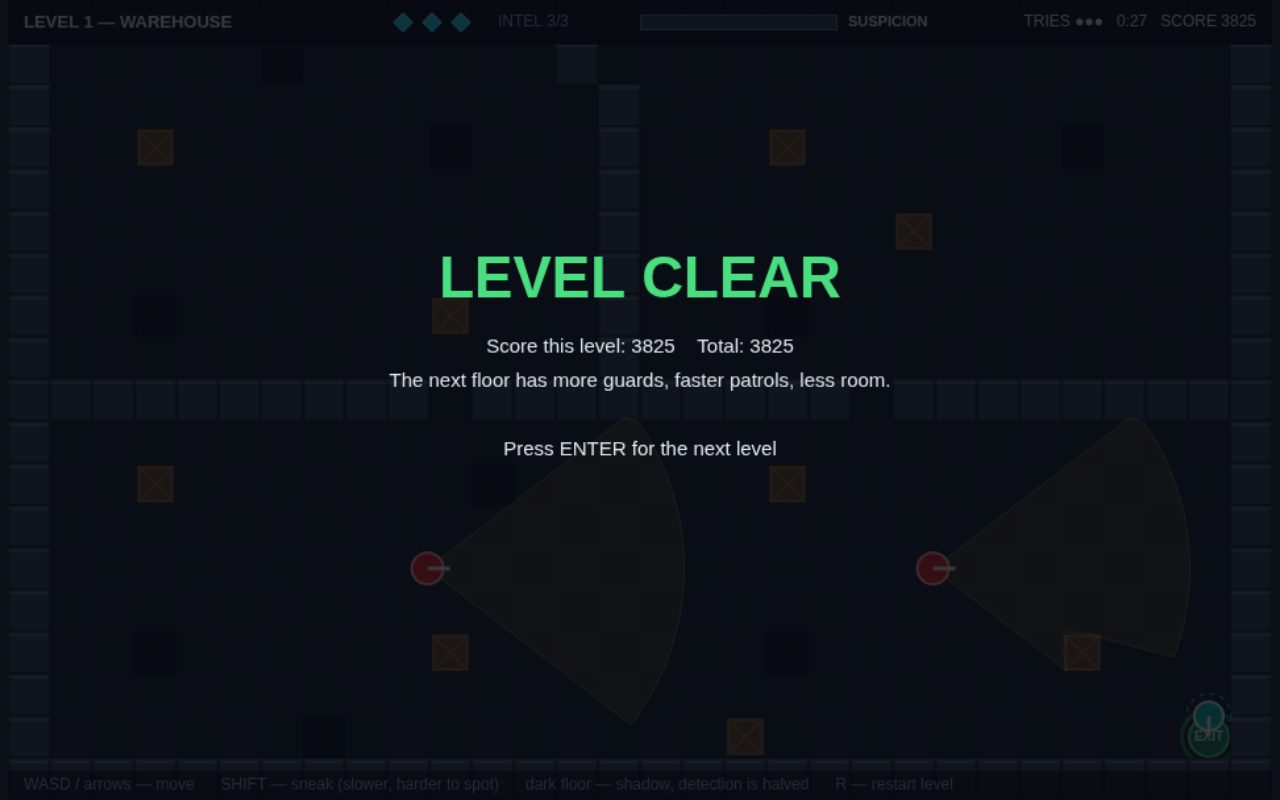 LEVEL 1 — WAREHOUSE
INTEL 3/3
SUSPICION
TRIES ●●● 0:27 SCORE 3825
LEVEL CLEAR
Score this level: 3825 Total: 3825
The next floor has more guards, faster patrols, less room.
Press ENTER for the next level
EXIT
WASD / arrows — move SHIFT — sneak (slower, harder to spot) dark floor — shadow, detection is halved R — restart level